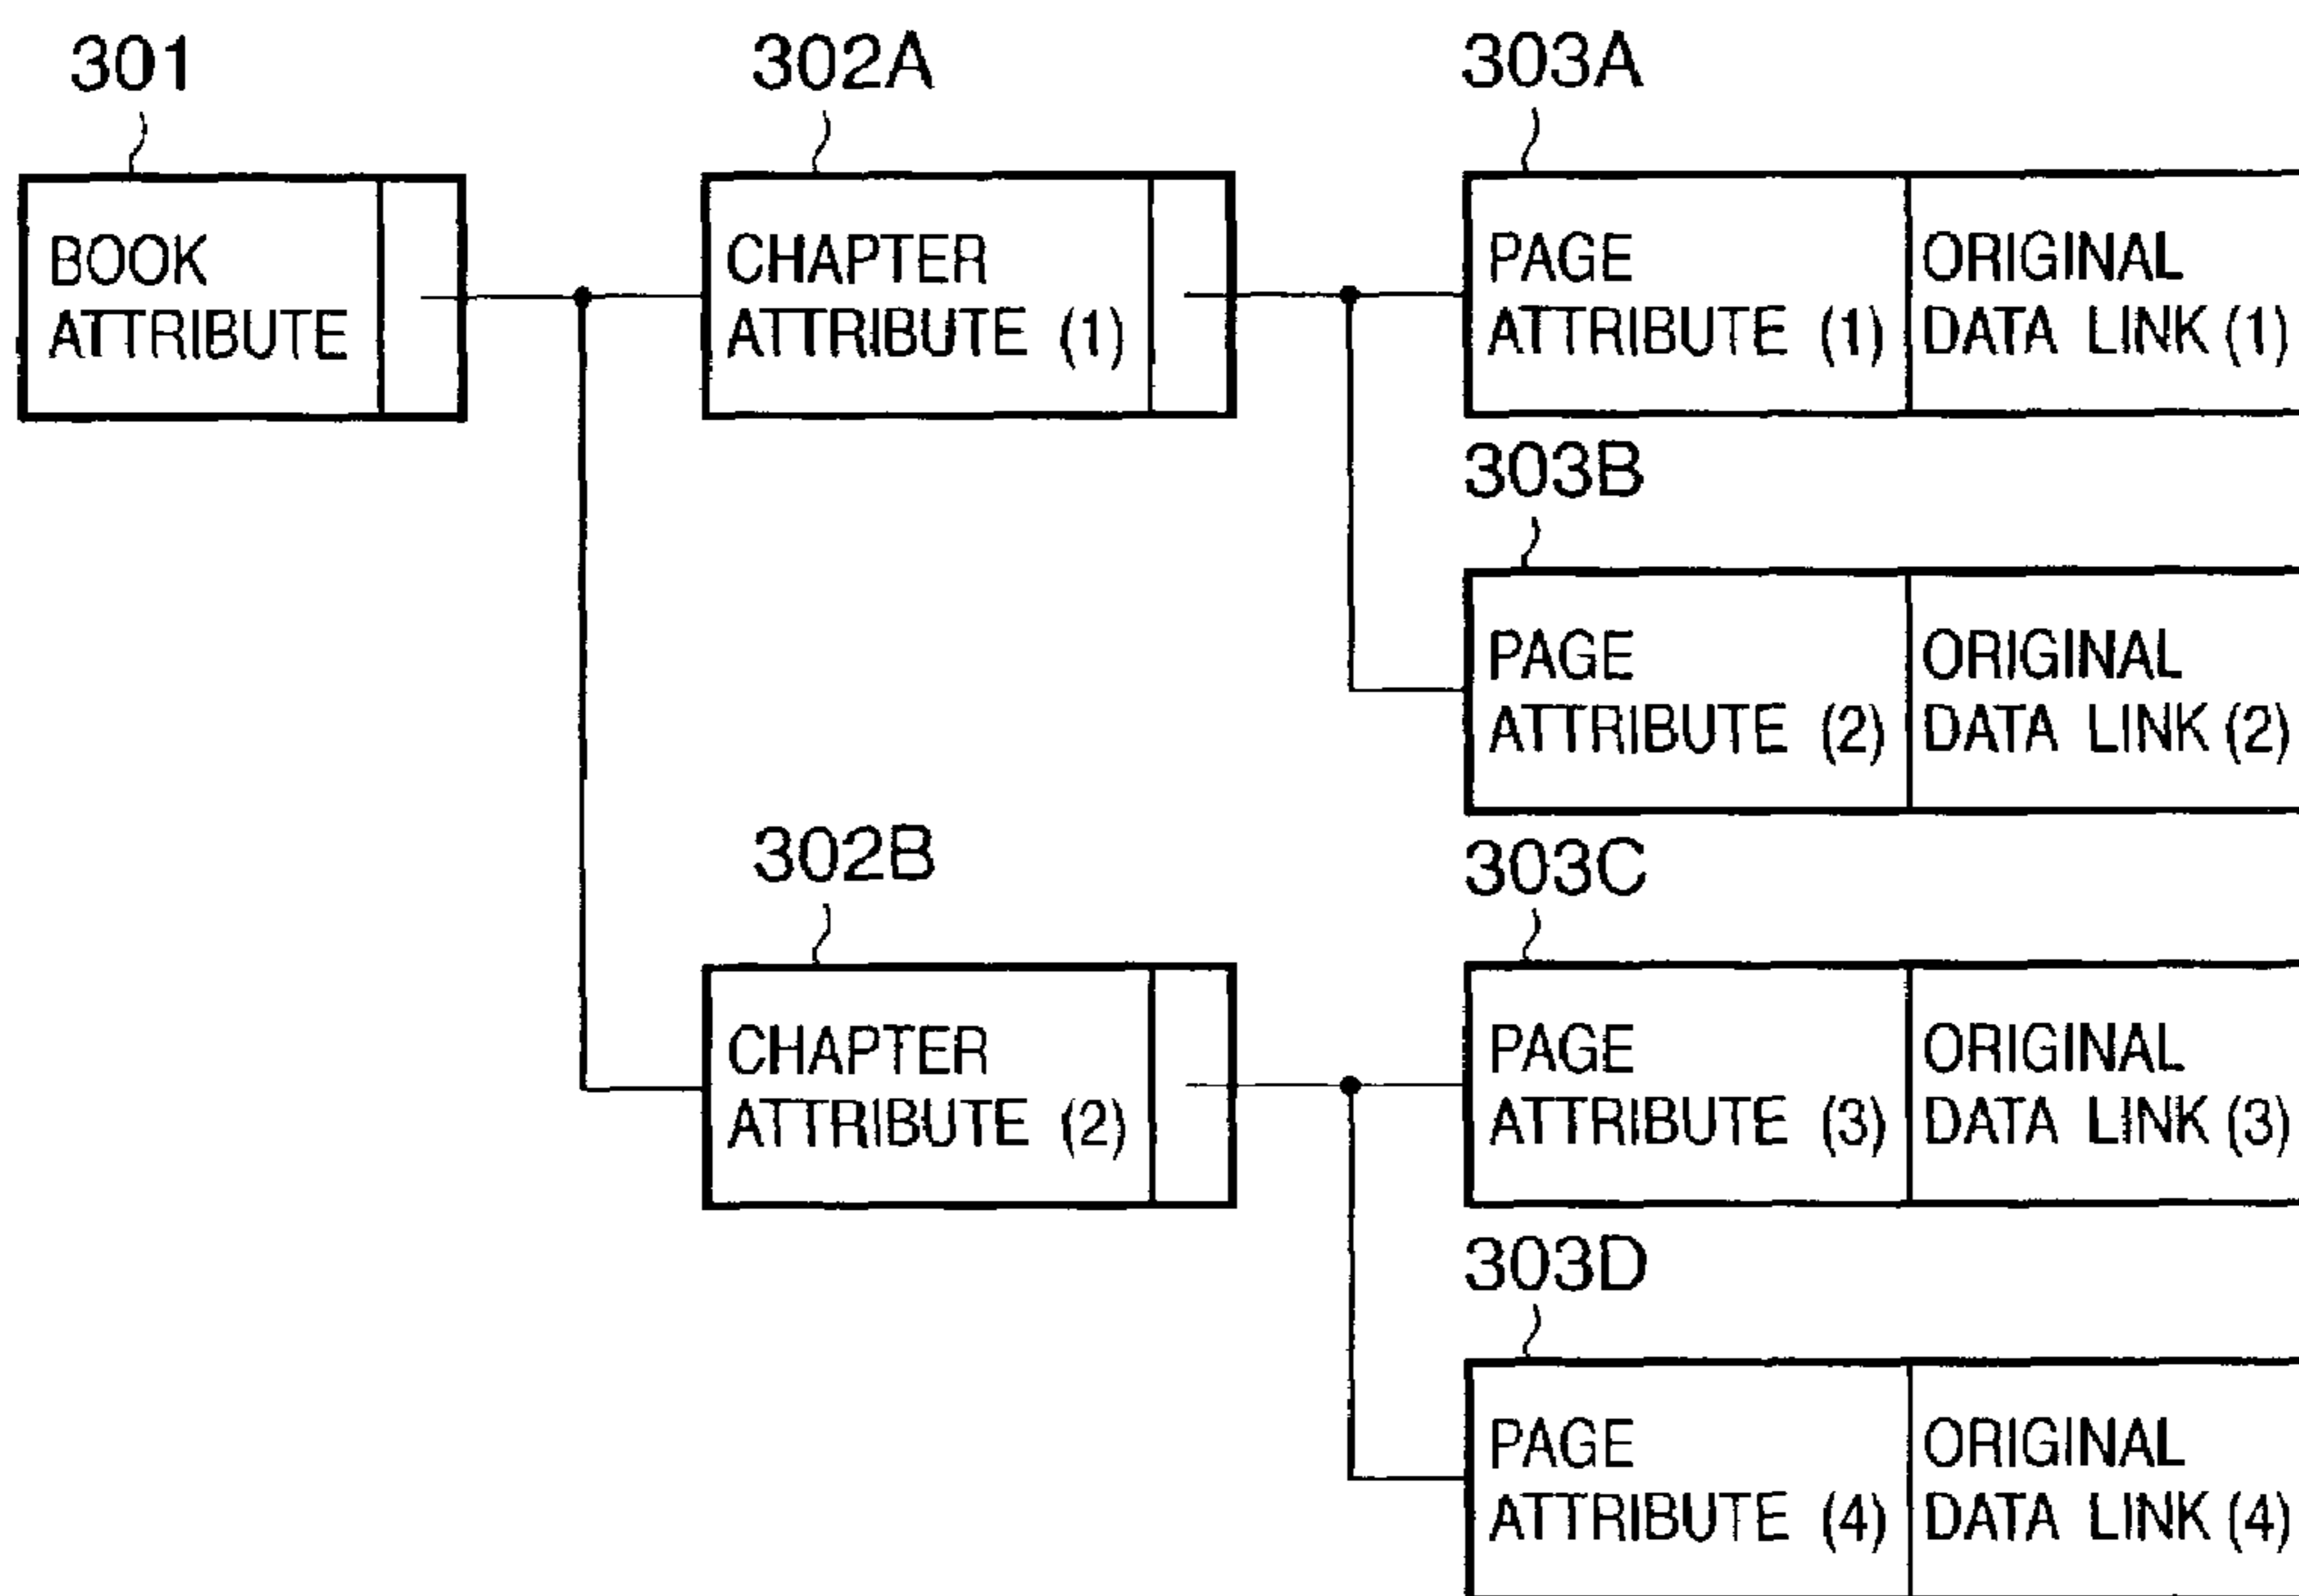 301
302A
303A
BOOK
ATTRIBUTE
CHAPTER
ATTRIBUTE (1)
PAGE
ATTRIBUTE (1)
ORIGINAL
DATA LINK (1)
303B
PAGE
ATTRIBUTE (2)
ORIGINAL
DATA LINK (2)
302B
303C
CHAPTER
ATTRIBUTE (2)
PAGE
ATTRIBUTE (3)
ORIGINAL
DATA LINK (3)
303D
PAGE
ATTRIBUTE (4)
ORIGINAL
DATA LINK (4)